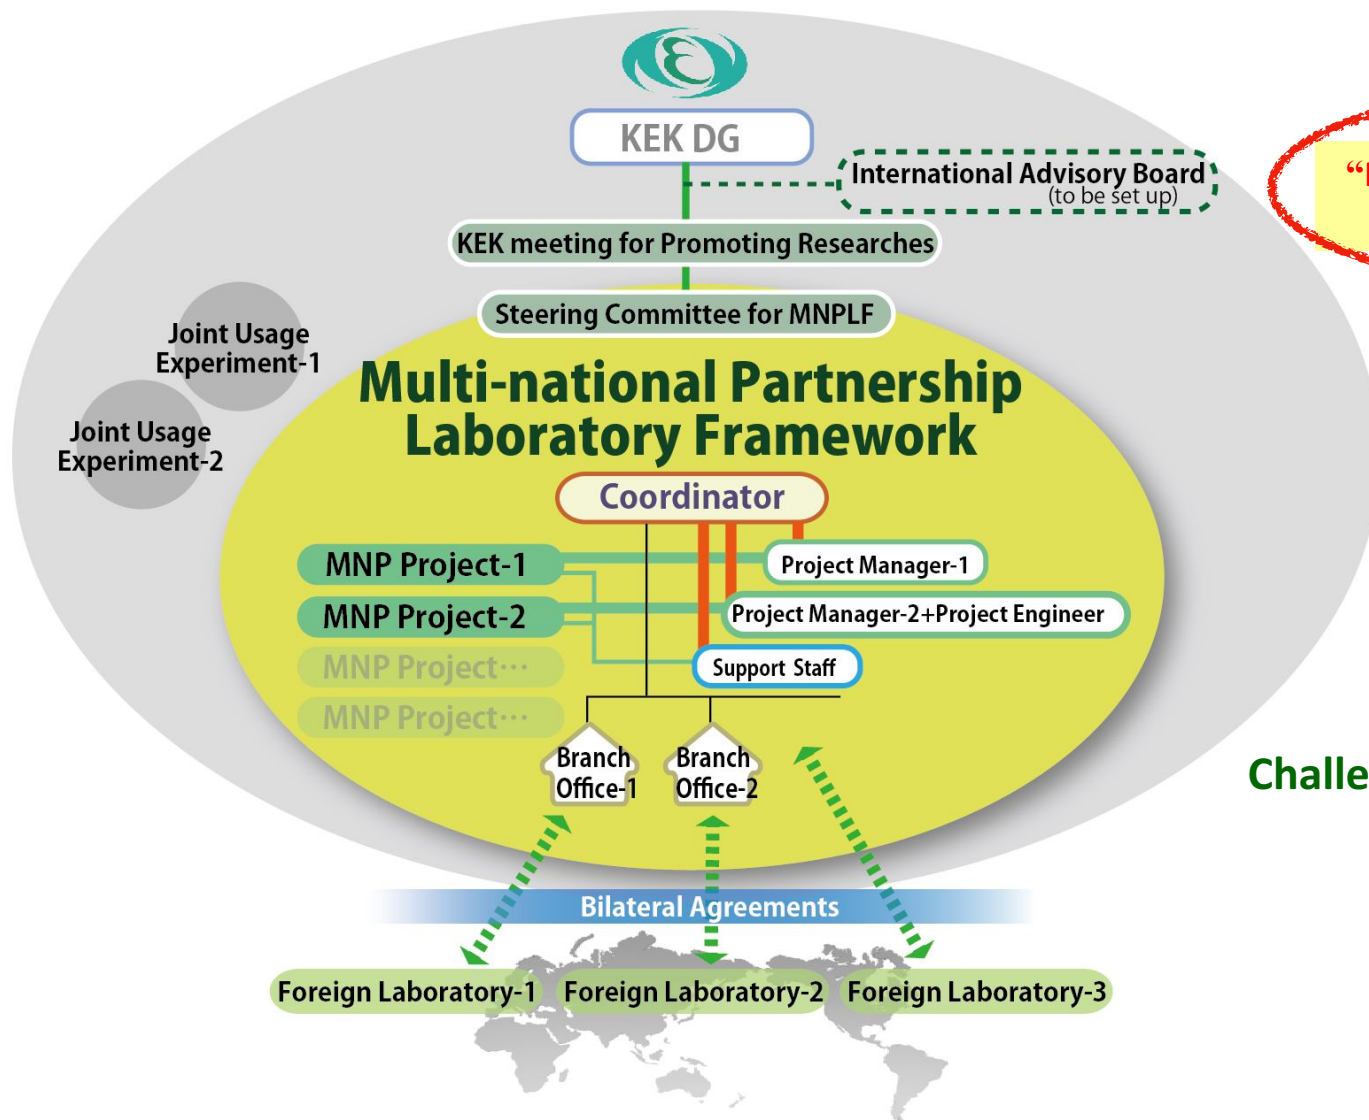 KEK DG
International Advisory Board
(to be set up)
KEK meeting for Promoting Researches
Steering Committee for MNPLF
Joint Usage
Experiment-1
Joint Usage
Experiment-2
Multi-national Partnership
Laboratory Framework
Coordinator
MNP Project-1
Project Manager-1
MNP Project-2
Project Manager-2+Project Engineer
MNP Project···
Support Staff
MNP Project···
Branch
Office-1
Branch
Office-2
Bilateral Agreements
Foreign Laboratory-1
Foreign Laboratory-2
Foreign Laboratory-3